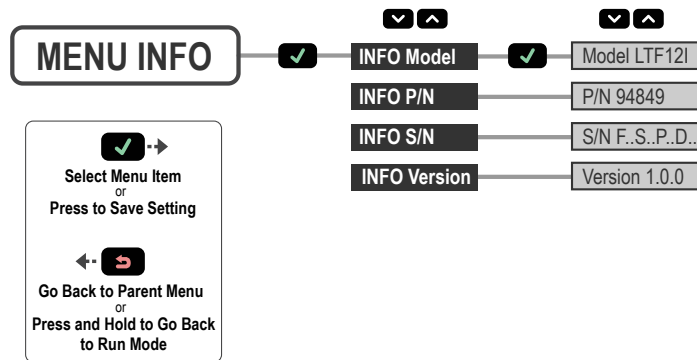 MENU INFO
INFO Model
Model LTF12I
INFO P/N
P/N 94849
INFO S/N
S/N F..S..P..D..
INFO Version
Version 1.0.0
Select Menu Item
or
Press to Save Setting
Go Back to Parent Menu
or
Press and Hold to Go Back
to Run Mode